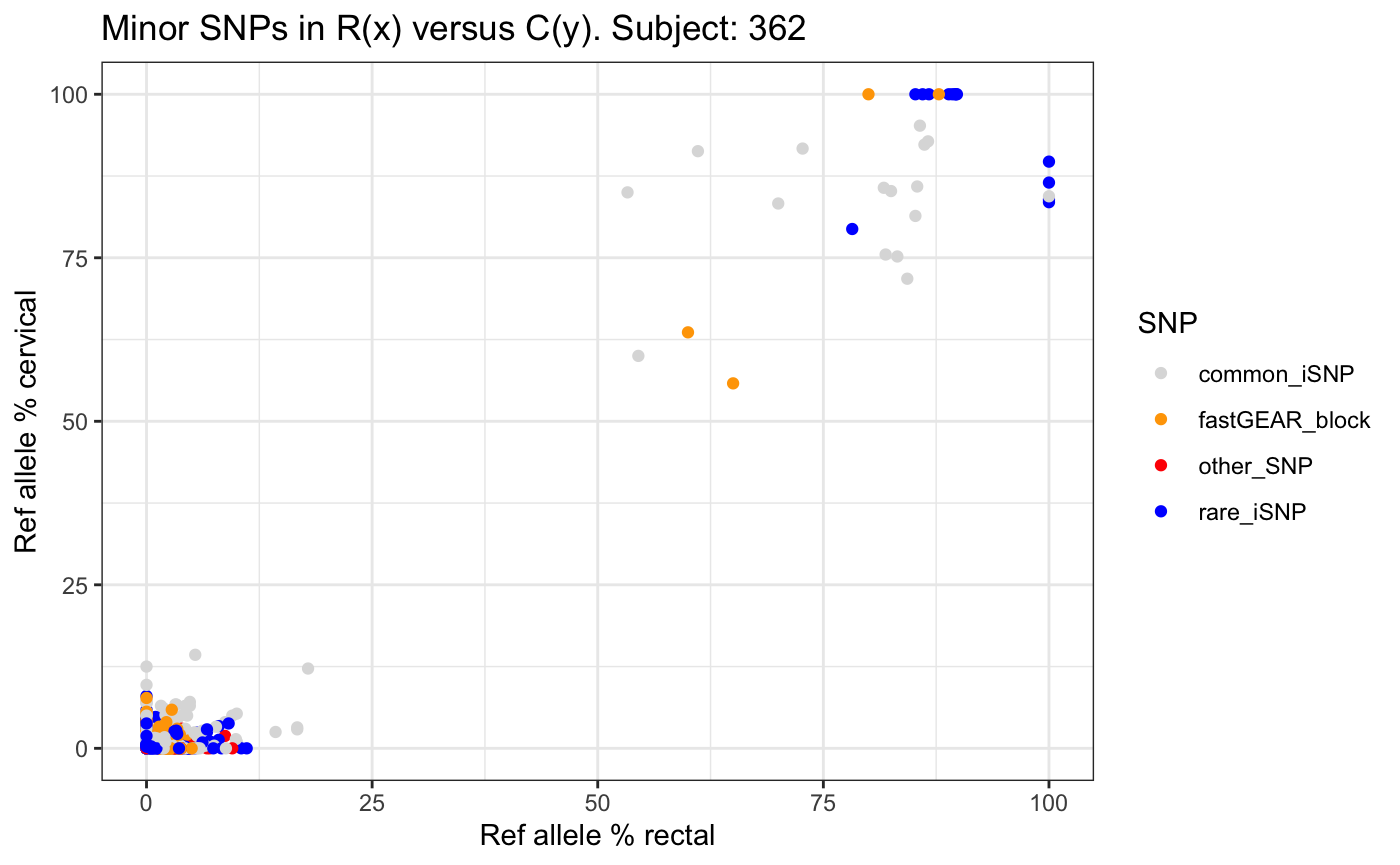 Minor SNPs in R(x) versus C(y). Subject: 362
100
75
50
25
0
Ref allele % cervical
0 25 50 75 100
Ref allele % rectal
SNP
common_iSNP
fastGEAR_block
other_SNP
rare_iSNP